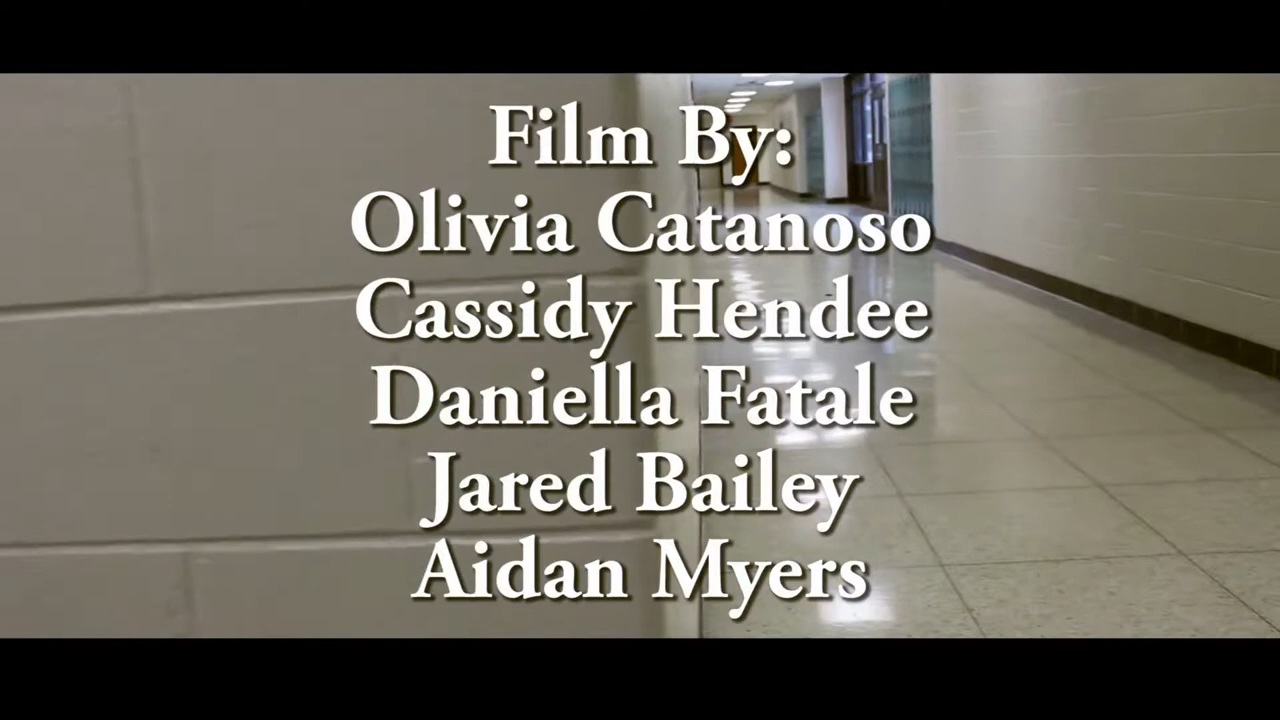 Film By:
Olivia Catanoso
Cassidy Hendee
Daniella Fatale
Jared Bailey
Aidan Myers